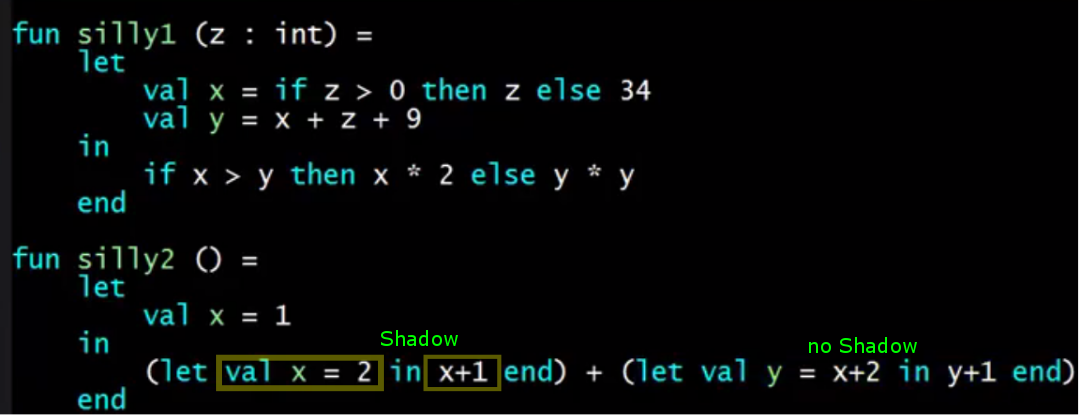 fun silly1 (z : int) =
let
val x = if z > 0 then z else 34
val y = x + z + 9
in
if x > y then x * 2 else y * y
end
fun silly2 () =
let
val x = 1
in
Shadow
no Shadow
(let val x = 2 in x+1 end) + (let val y = x+2 in y+1 end)
end